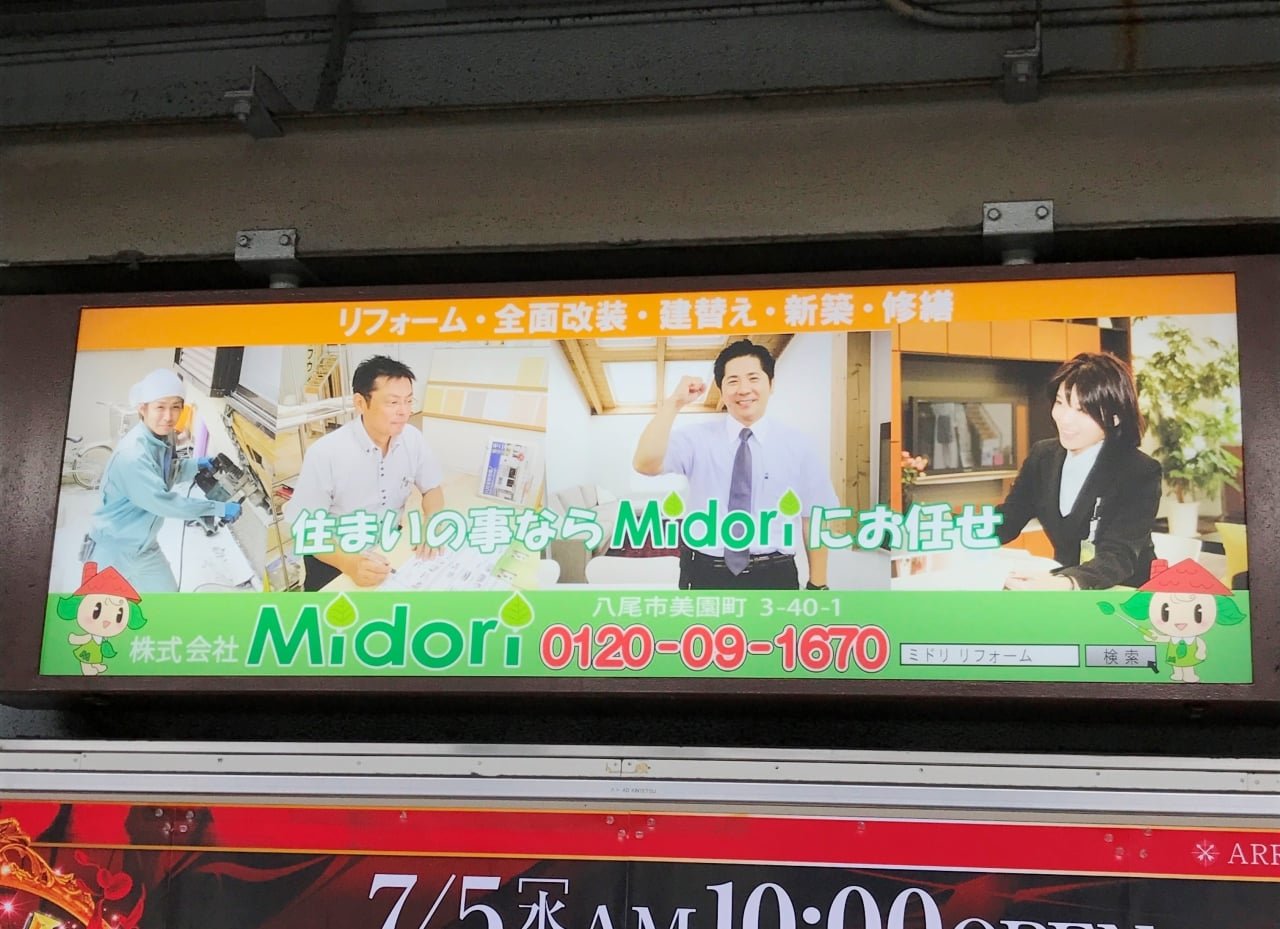 リフォーム・全面改装・建替え・新築・修繕
住まいの事ならMidoriにお任せ
株式会社 Midori
八尾市美園町 3-40-1
0120-09-1670
ミドリ リフォーム 検索
AD KINTETSU
ARR
7/5[水 AM 10:00 OPEN